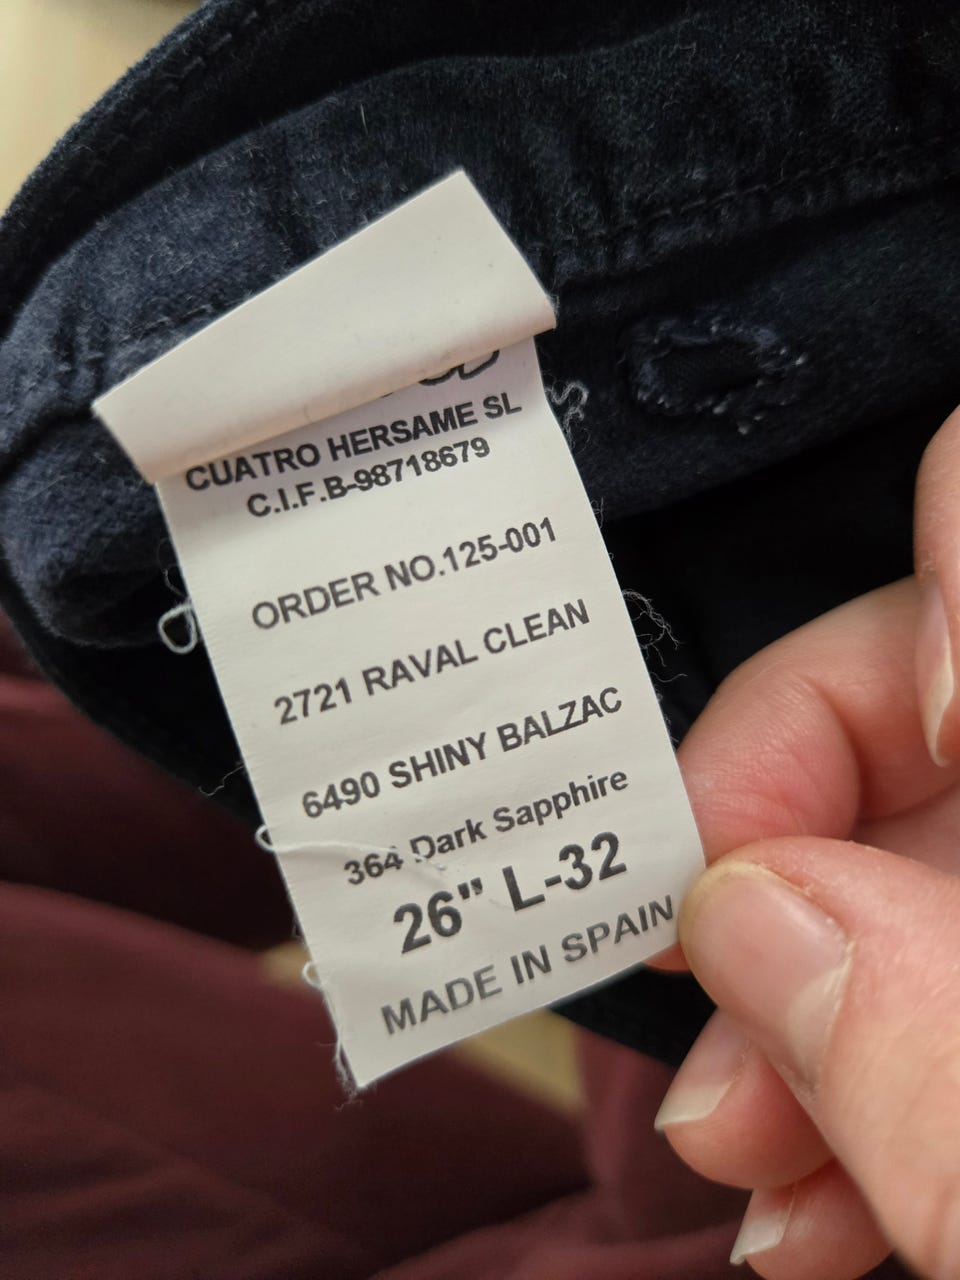 CUATRO HERSAME SL
C.I.F.B-98718679
ORDER NO.125-001
2721 RAVAL CLEAN
6490 SHINY BALZAC
364 Dark Sapphire
26" L-32
MADE IN SPAIN